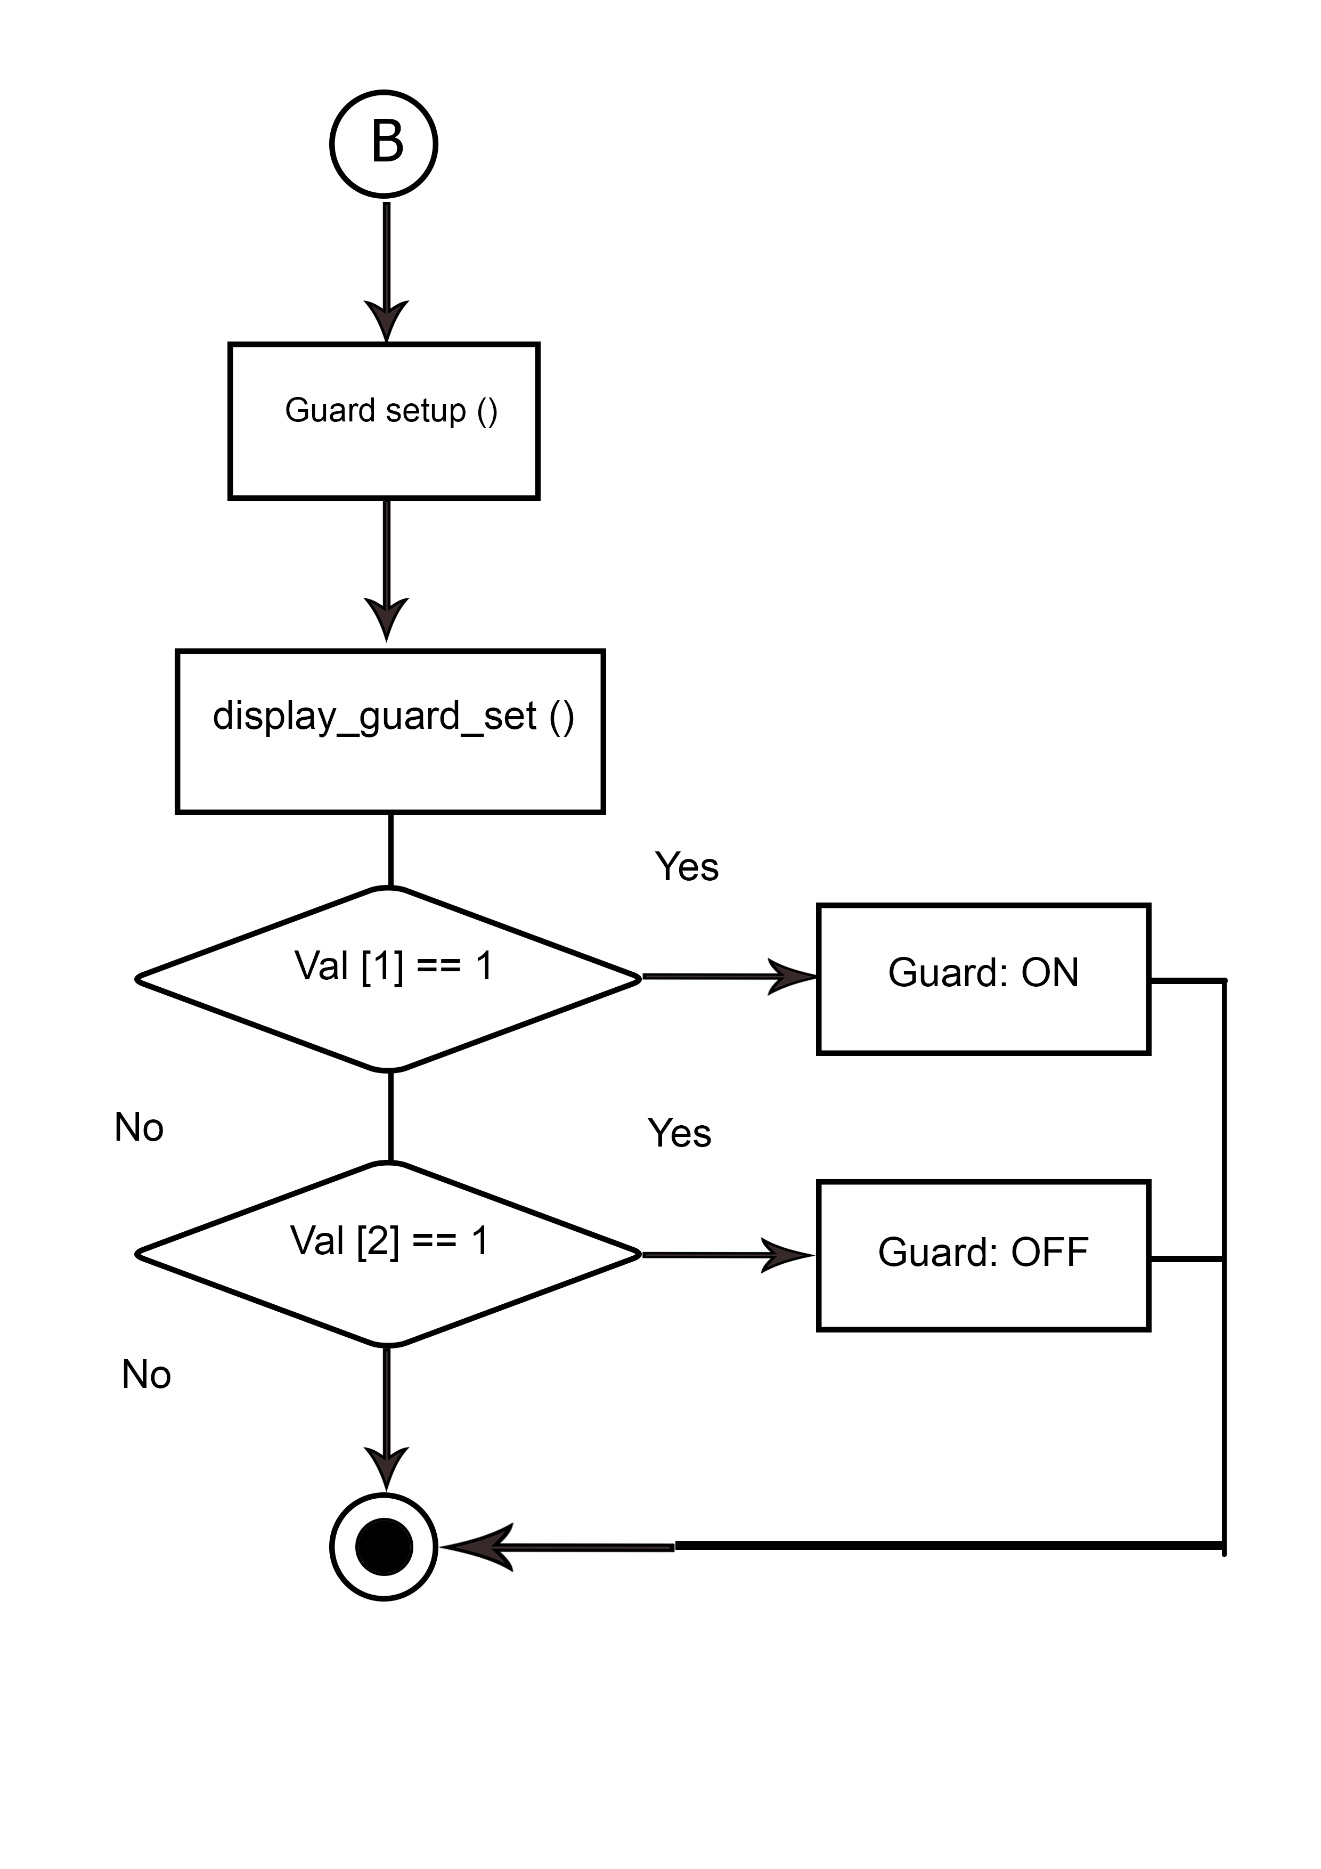 B
Guard setup ()
display_guard_set ()
Yes
Val [1] == 1
Guard: ON
No
Yes
Val [2] == 1
Guard: OFF
No